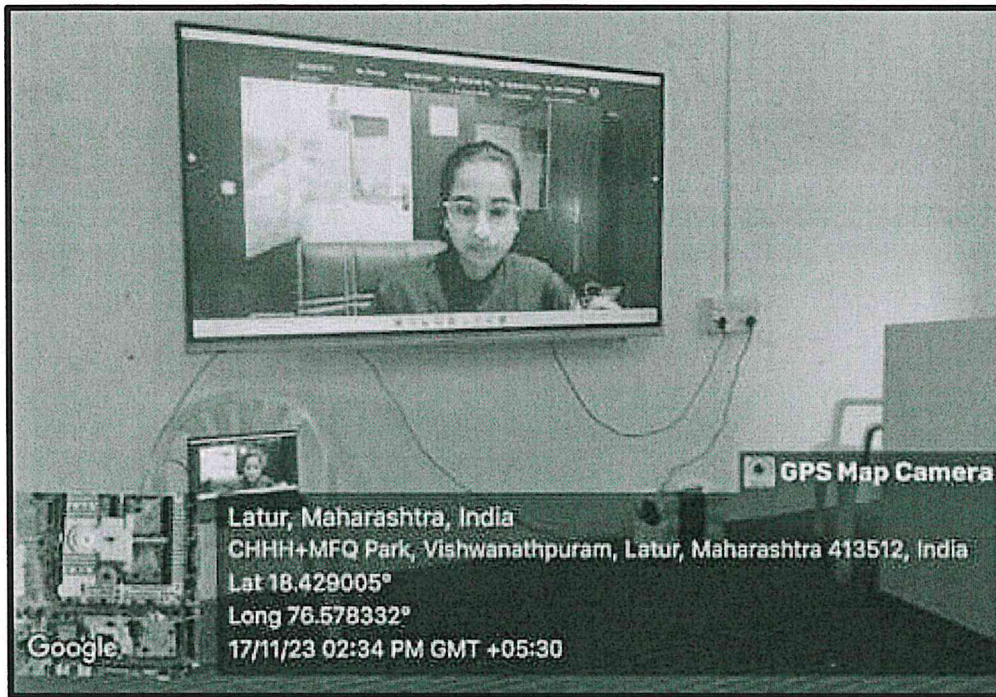 GPS Map Camera
Latur, Maharashtra, India
CHHH+MFQ Park, Vishwanathpuram, Latur, Maharashtra 413512, India
Lat 18.429005°
Long 76.578332°
17/11/23 02:34 PM GMT +05:30
Google